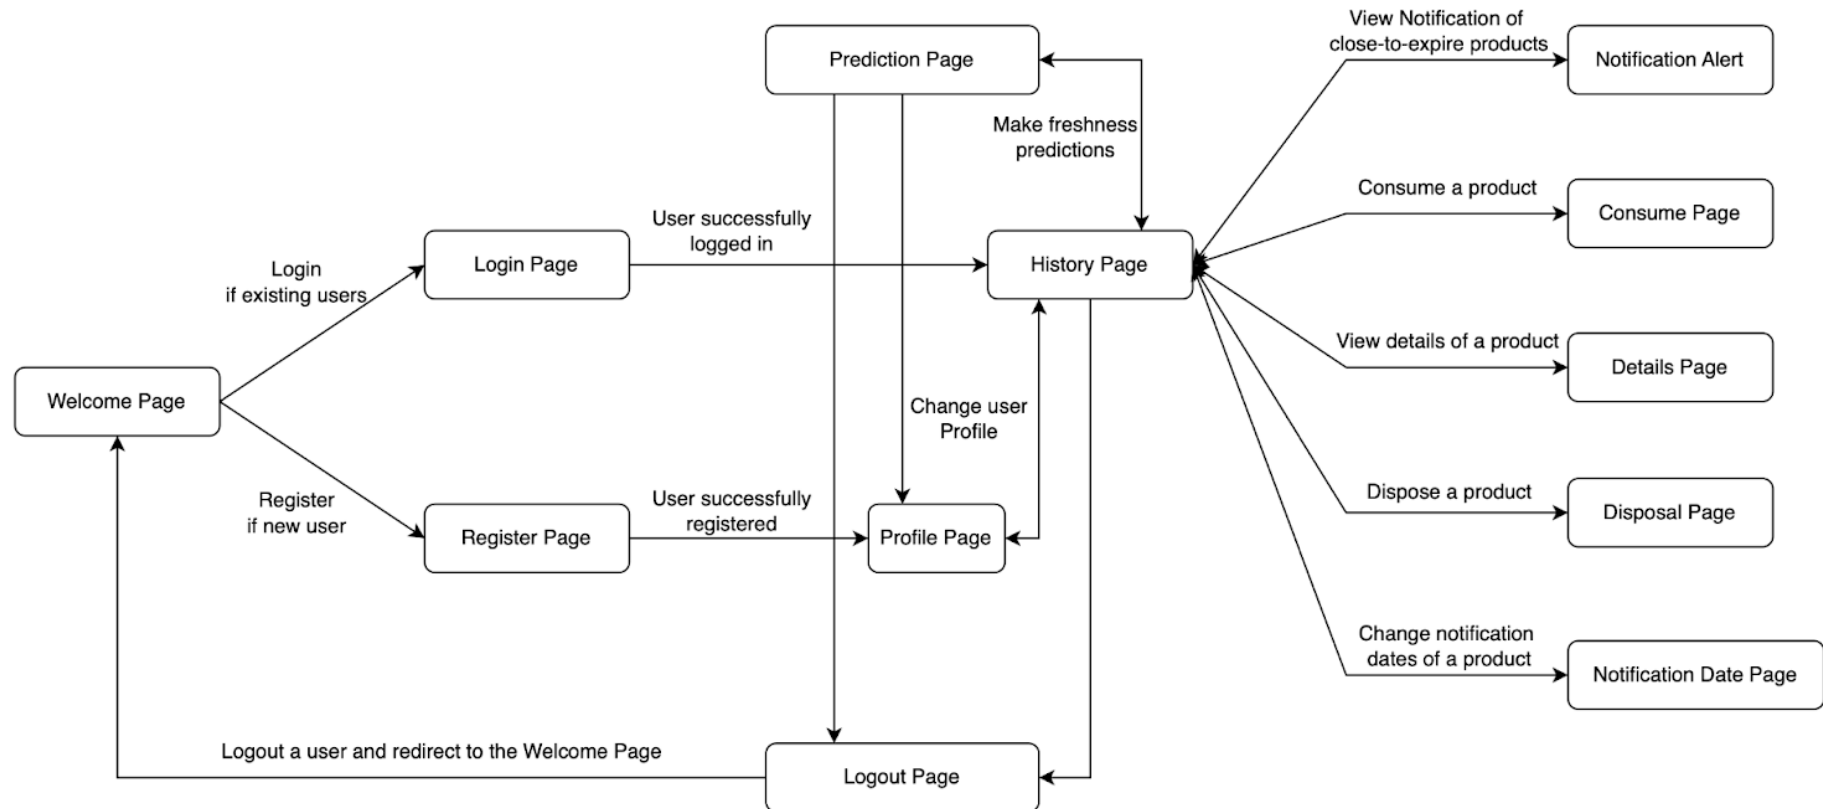 View Notification of
close-to-expire products
Prediction Page
Notification Alert
Make freshness
predictions
Consume a product
Consume Page
User successfully
logged in
Login
if existing users
Login Page
History Page
View details of a product
Details Page
Welcome Page
Change user
Profile
Register
if new user
User successfully
registered
Register Page
Profile Page
Dispose a product
Disposal Page
Change notification
dates of a product
Notification Date Page
Logout a user and redirect to the Welcome Page
Logout Page